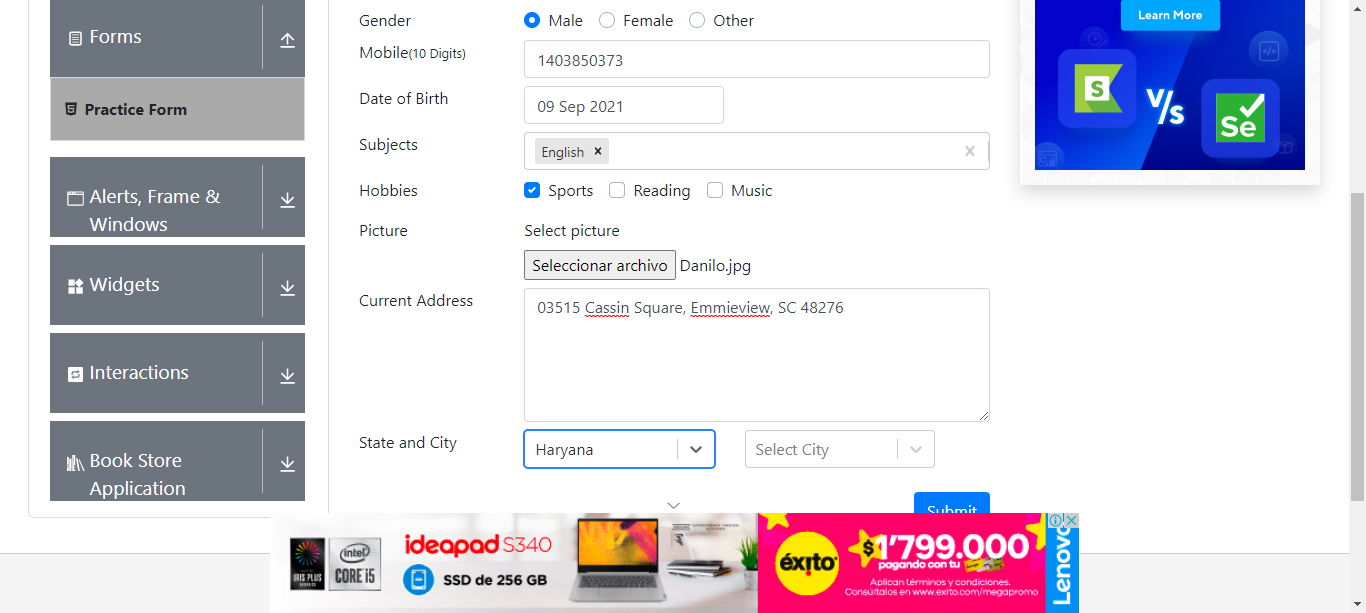 Forms
Practice Form
Alerts, Frame &
Windows
Widgets
Interactions
Book Store
Application
Gender
Male Female Other
Mobile(10 Digits)
1403850373
Date of Birth
09 Sep 2021
Subjects
English ×
Hobbies
Sports Reading Music
Picture
Select picture
Seleccionar archivo Danilo.jpg
Current Address
03515 Cassin Square, Emmieview, SC 48276
State and City
Haryana
Select City
Submit
Learn More
S
V/s
Se
IRIS PLUS
GRAPHICS
intel
CORE i5
ideapad S340
SSD de 256 GB
éxito
$1'799.000
pagando con tu
Aplican términos y condiciones.
Consúltalos en www.exito.com/megapromo
Lenovo